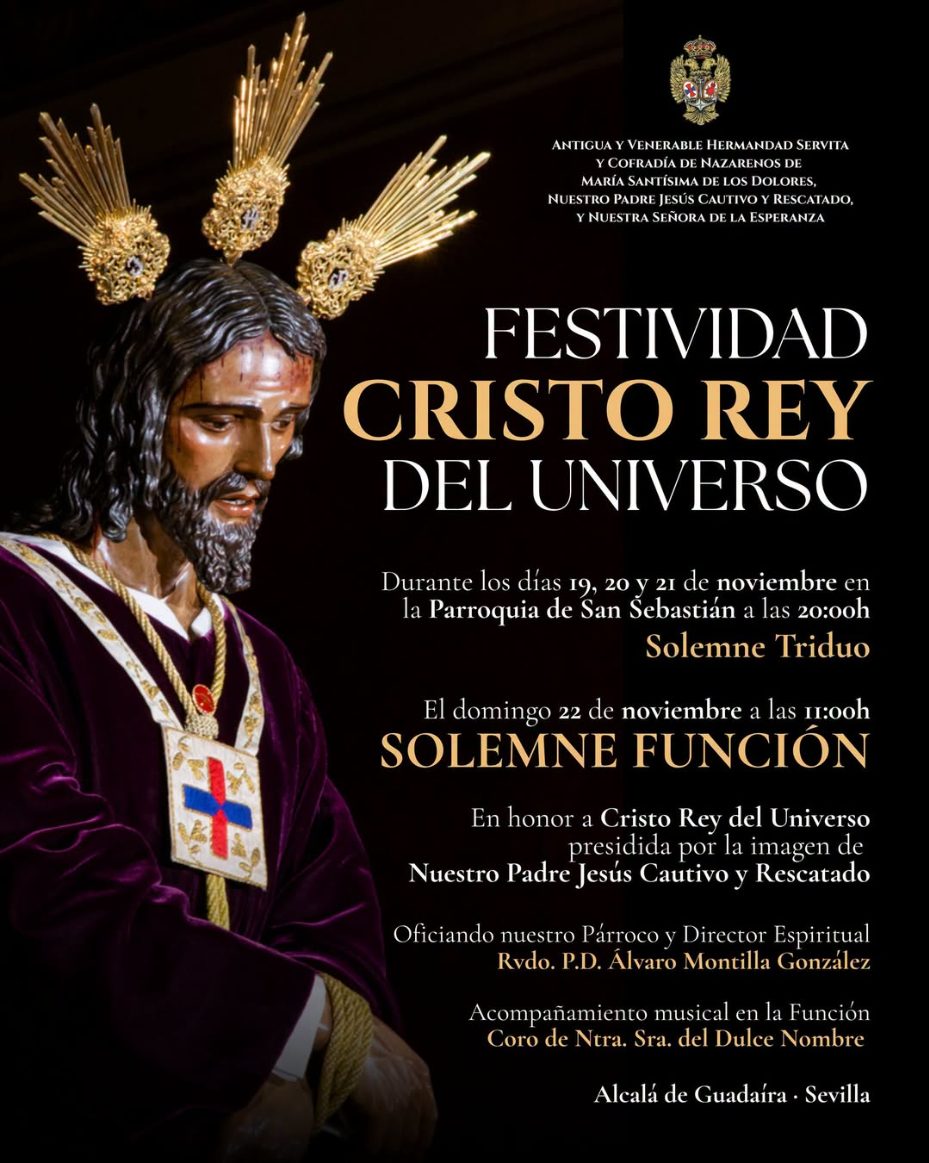 Antigua y Venerable Hermandad Servita
y Cofradía de Nazarenos de
María Santísima de los Dolores,
Nuestro Padre Jesús Cautivo y Rescatado,
y Nuestra Señora de la Esperanza
FESTIVIDAD
CRISTO REY
DEL UNIVERSO
Durante los días 19, 20 y 21 de noviembre en
la Parroquia de San Sebastián a las 20:00h
Solemne Triduo
El domingo 22 de noviembre a las 11:00h
SOLEMNE FUNCIÓN
En honor a Cristo Rey del Universo
presidida por la imagen de
Nuestro Padre Jesús Cautivo y Rescatado
Oficiando nuestro Párroco y Director Espiritual
Rvdo. P.D. Álvaro Montilla González
Acompañamiento musical en la Función
Coro de Ntra. Sra. del Dulce Nombre
Alcalá de Guadaíra · Sevilla